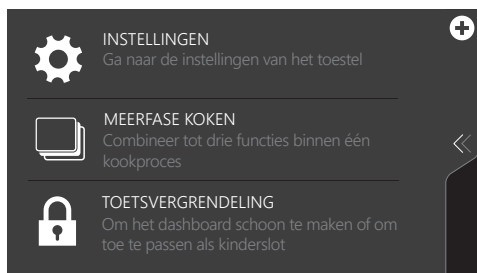 INSTELLINGEN
Ga naar de instellingen van het toestel
MEERFASE KOKEN
Combineer tot drie functies binnen één
kookproces
TOETSVERGRENDELING
Om het dashboard schoon te maken of om
toe te passen als kinderslot